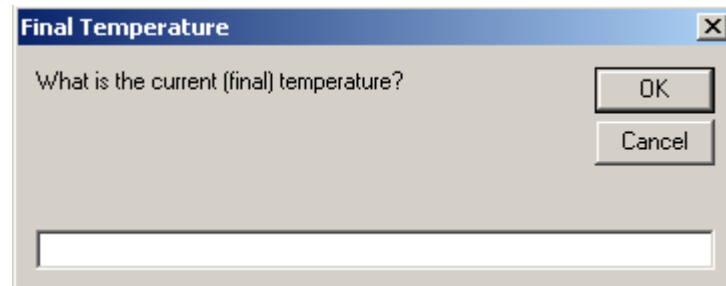 Final Temperature
What is the current (final) temperature?
OK
Cancel